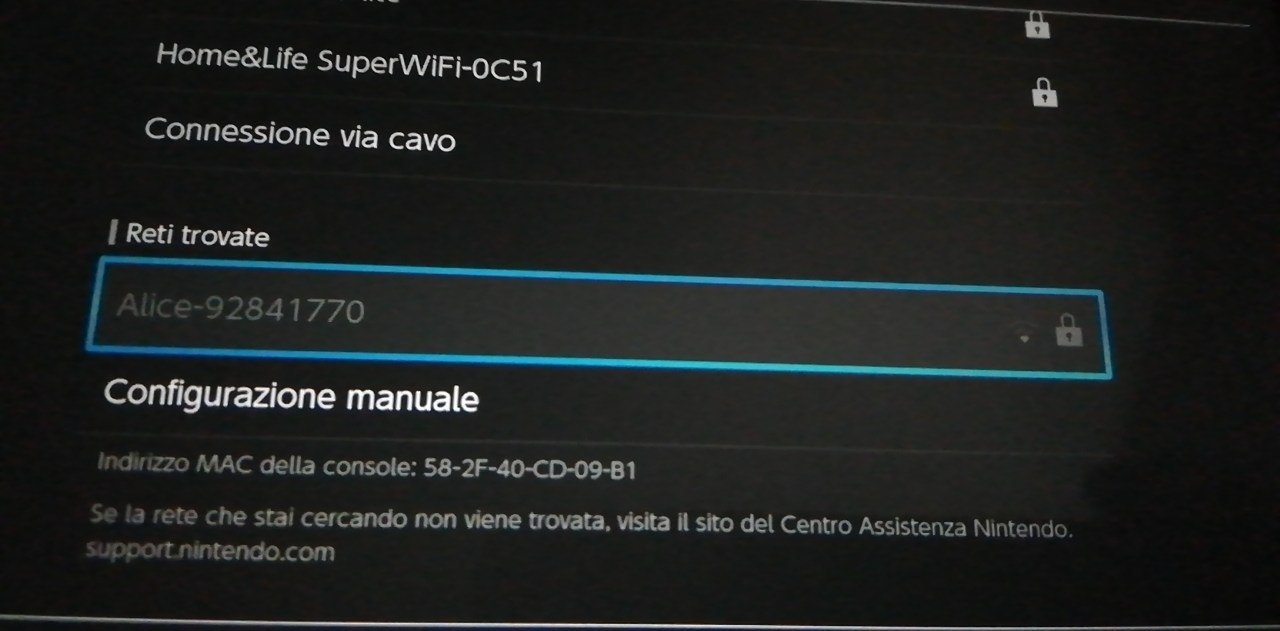 Home&Life SuperWiFi-0C51
Connessione via cavo
Reti trovate
Alice-92841770
Configurazione manuale
Indirizzo MAC della console: 58-2F-40-CD-09-B1
Se la rete che stai cercando non viene trovata, visita il sito del Centro Assistenza Nintendo.
support.nintendo.com